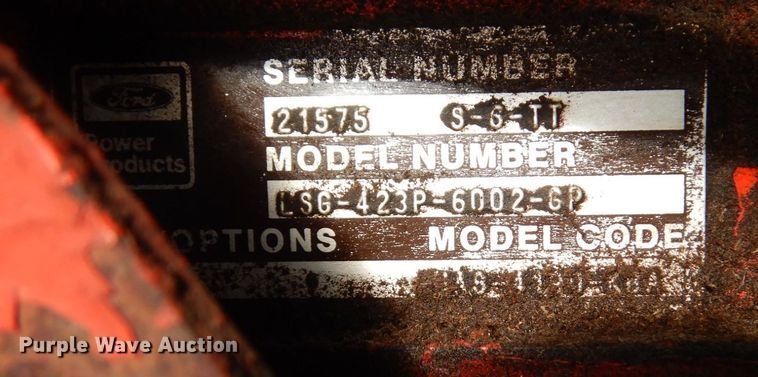 SERIAL NUMBER
Ford
21575 S-6-TT
Power
Products
MODEL NUMBER
LSG-423P-6002-GP
OPTIONS MODEL CODE
Purple Wave Auction